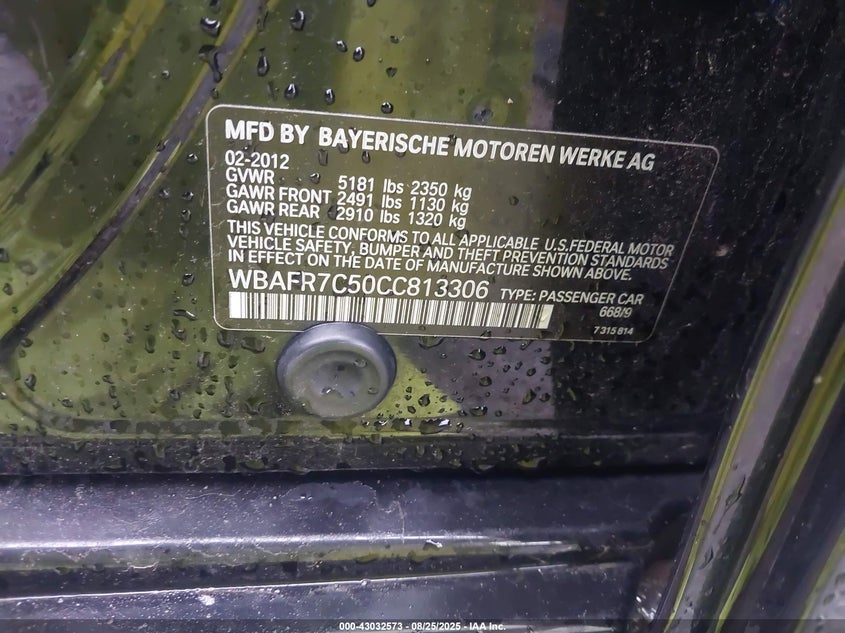 MFD BY BAYERISCHE MOTOREN WERKE AG
02-2012
GVWR 5181 lbs 2350 kg
GAWR FRONT 2491 lbs 1130 kg
GAWR REAR 2910 lbs 1320 kg
THIS VEHICLE CONFORMS TO ALL APPLICABLE U.S.FEDERAL MOTOR
VEHICLE SAFETY, BUMPER AND THEFT PREVENTION STANDARDS
IN EFFECT ON THE DATE OF MANUFACTURE SHOWN ABOVE.
WBAFR7C50CC813306 TYPE: PASSENGER CAR
668/9
7 315 814
000-43032573 - 08/25/2025 - IAA Inc.